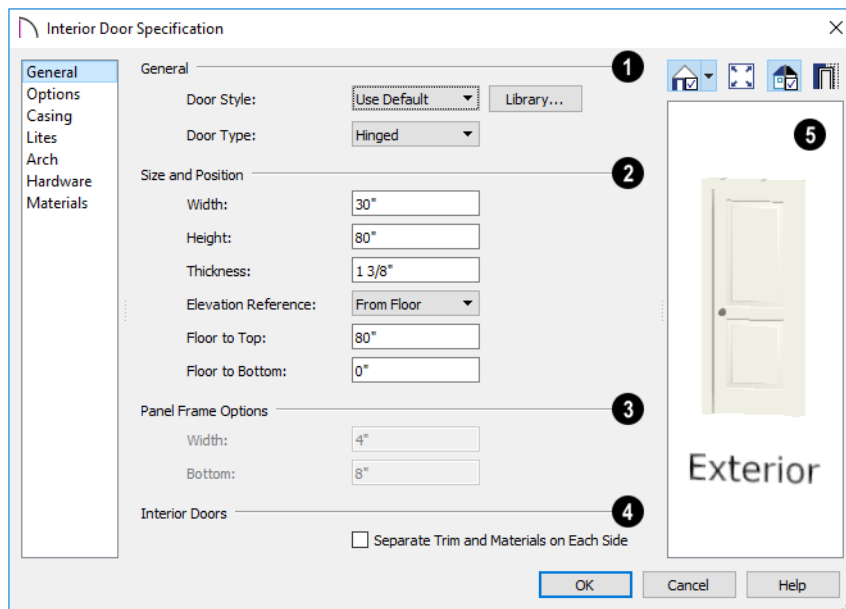 Interior Door Specification
General
Options
Casing
Lites
Arch
Hardware
Materials
General 1
Door Style: Use Default Library...
Door Type: Hinged
Size and Position 2
Width: 30"
Height: 80"
Thickness: 1 3/8"
Elevation Reference: From Floor
Floor to Top: 80"
Floor to Bottom: 0"
Panel Frame Options 3
Width: 4"
Bottom: 8"
Interior Doors 4
Separate Trim and Materials on Each Side
5
Exterior
OK Cancel Help